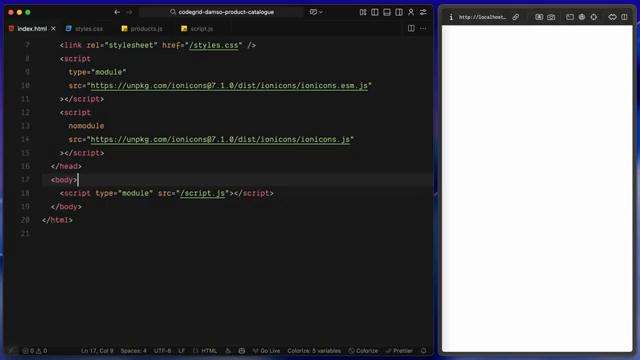 codegrid-damso-product-catalogue
index.html
styles.css
products.js
script.js
http://localhost...
7 <link rel="stylesheet" href="/styles.css" />
8 <script
9 type="module"
10 src="https://unpkg.com/ionicons@7.1.0/dist/ionicons/ionicons.esm.js"
11 ></script>
12 <script
13 nomodule
14 src="https://unpkg.com/ionicons@7.1.0/dist/ionicons/ionicons.js"
15 ></script>
16 </head>
17 <body>
18 <script type="module" src="/script.js"></script>
19 </body>
20 </html>
21
0 0 Ln 17, Col 9 Spaces: 4 UTF-8 LF {} HTML Go Live Colorize: 5 variables Colorize Prettier